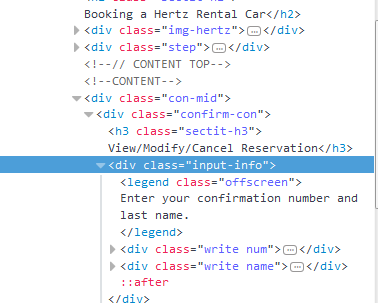 Booking a Hertz Rental Car</h2>
<div class="img-hertz">…</div>
<div class="step">…</div>
<!--// CONTENT TOP-->
<!--CONTENT-->
<div class="con-mid">
<div class="confirm-con">
<h3 class="sectit-h3">
View/Modify/Cancel Reservation</h3>
<div class="input-info">
<legend class="offscreen">
Enter your confirmation number and
last name.
</legend>
<div class="write num">…</div>
<div class="write name">…</div>
::after
</div>